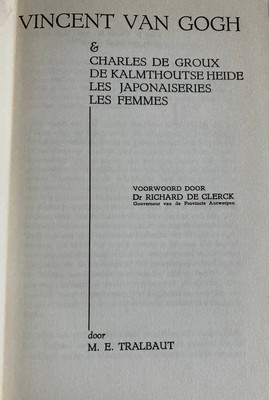 VINCENT VAN GOGH
&
CHARLES DE GROUX
DE KALMTHOUTSE HEIDE
LES JAPONAISERIES
LES FEMMES
VOORWOORD DOOR
Dr RICHARD DE CLERCK
Gouverneur van de Provincie Antwerpen
door
M. E. TRALBAUT